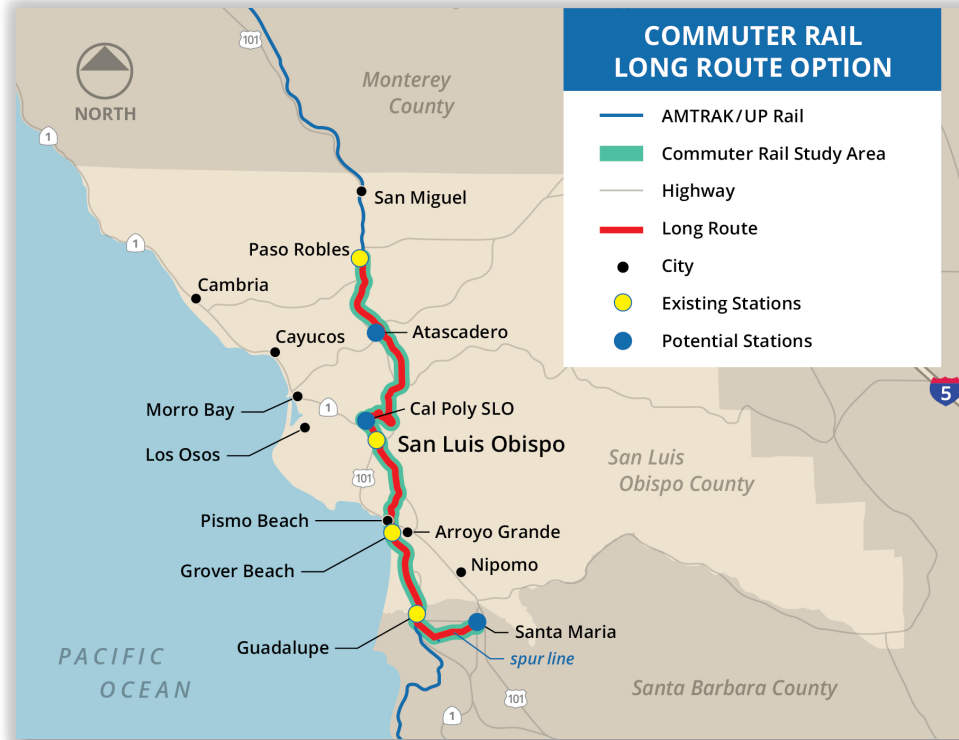 COMMUTER RAIL
LONG ROUTE OPTION
AMTRAK/UP Rail
Commuter Rail Study Area
Highway
Long Route
City
Existing Stations
Potential Stations
101
NORTH
Monterey
County
1
San Miguel
1
Paso Robles
Cambria
Cayucos
Atascadero
5
Morro Bay
1
Cal Poly SLO
San Luis Obispo
Los Osos
San Luis
Obispo County
101
Pismo Beach
Arroyo Grande
Grover Beach
Nipomo
Guadalupe
Santa Maria
spur line
PACIFIC
OCEAN
Santa Barbara County
101
1